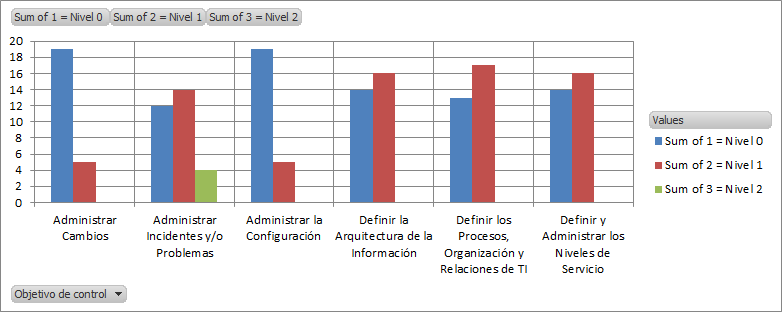 Sum of 1 = Nivel 0 Sum of 2 = Nivel 1 Sum of 3 = Nivel 2
20
18
16
14
12
10
8
6
4
2
0
Administrar
Cambios
Administrar
Incidentes y/o
Problemas
Administrar la
Configuración
Definir la
Arquitectura de la
Información
Definir los
Procesos,
Organización y
Relaciones de TI
Definir y
Administrar los
Niveles de
Servicio
Values
Sum of 1 = Nivel 0
Sum of 2 = Nivel 1
Sum of 3 = Nivel 2
Objetivo de control